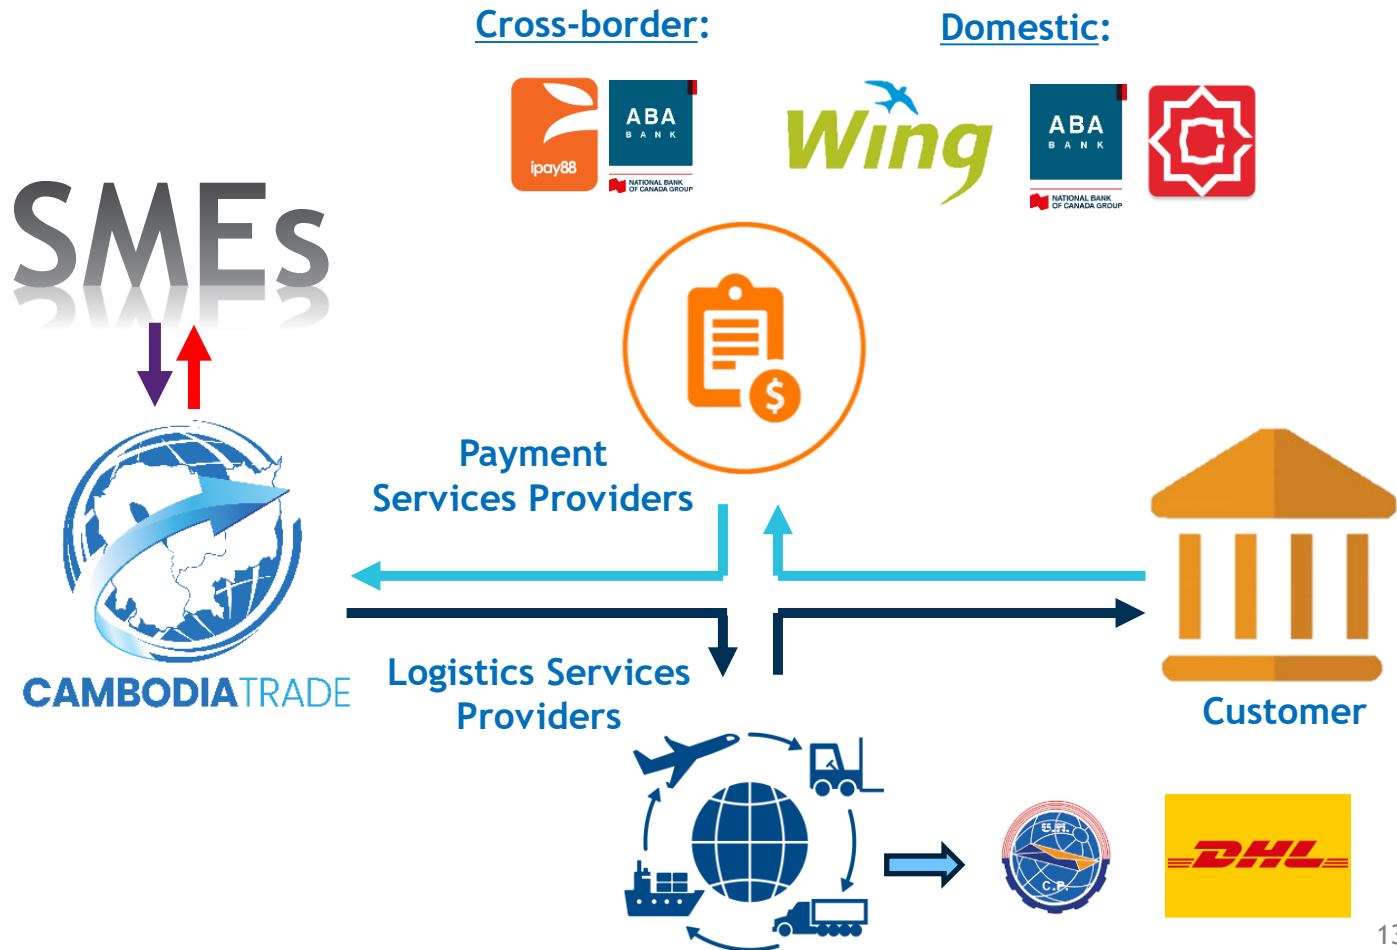 Cross-border:
Domestic:
ipay88
ABA
BANK
NATIONAL BANK
OF CANADA GROUP
Wing
ABA
BANK
NATIONAL BANK
OF CANADA GROUP
SMEs
$
Payment
Services Providers
CAMBODIATRADE
Logistics Services
Providers
Customer
C.P.
DHL
13